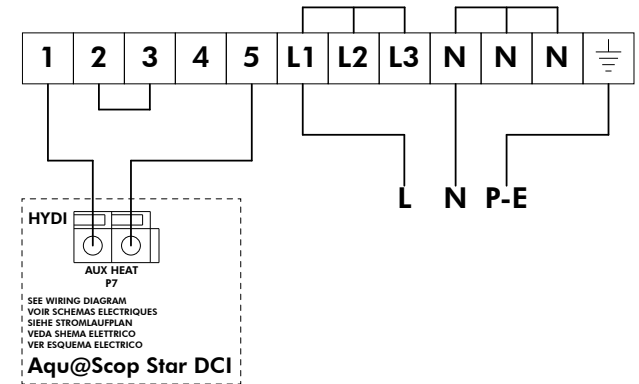 1 2 3 4 5 L1 L2 L3 N N N
L N P-E
HYDI
AUX HEAT
P7
SEE WIRING DIAGRAM
VOIR SCHEMAS ELECTRIQUES
SIEHE STROMLAUFPLAN
VEDA SHEMA ELETTRICO
VER ESQUEMA ELECTRICO
Aqu@Scop Star DCI